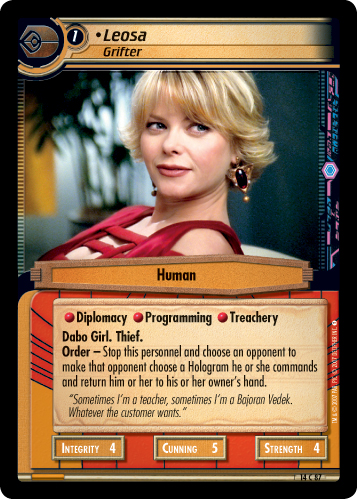 1
•Leosa
Grifter
Human
Diplomacy Programming Treachery
Dabo Girl. Thief.
Order – Stop this personnel and choose an opponent to
make that opponent choose a Hologram he or she commands
and return him or her to his or her owner's hand.
"Sometimes I'm a teacher, sometimes I'm a Bajoran Vedek.
Whatever the customer wants."
INTEGRITY 4 CUNNING 5 STRENGTH 4
14 C 87